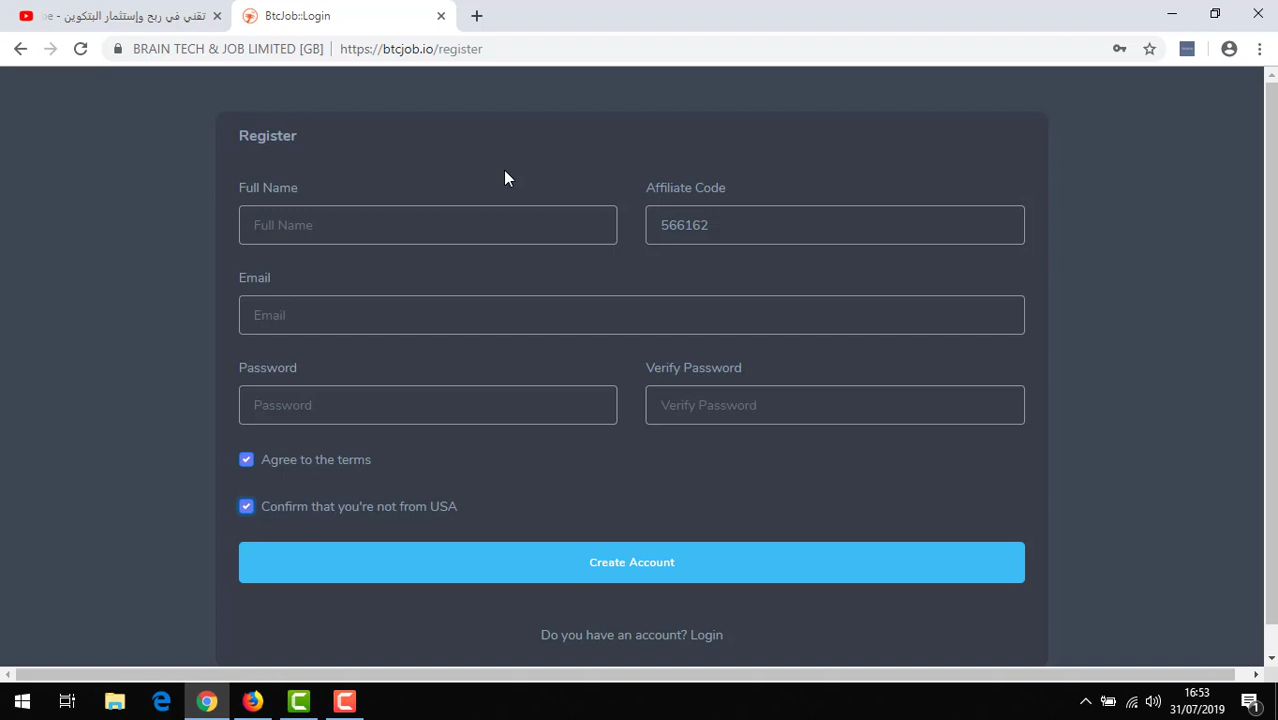 تقني في ربح وإستثمار البتكوين -
BtcJob::Login
BRAIN TECH & JOB LIMITED [GB]
https://btcjob.io/register
Register
Full Name
Affiliate Code
Full Name
566162
Email
Email
Password
Verify Password
Password
Verify Password
Agree to the terms
Confirm that you're not from USA
Create Account
Do you have an account? Login
16:53
31/07/2019
1